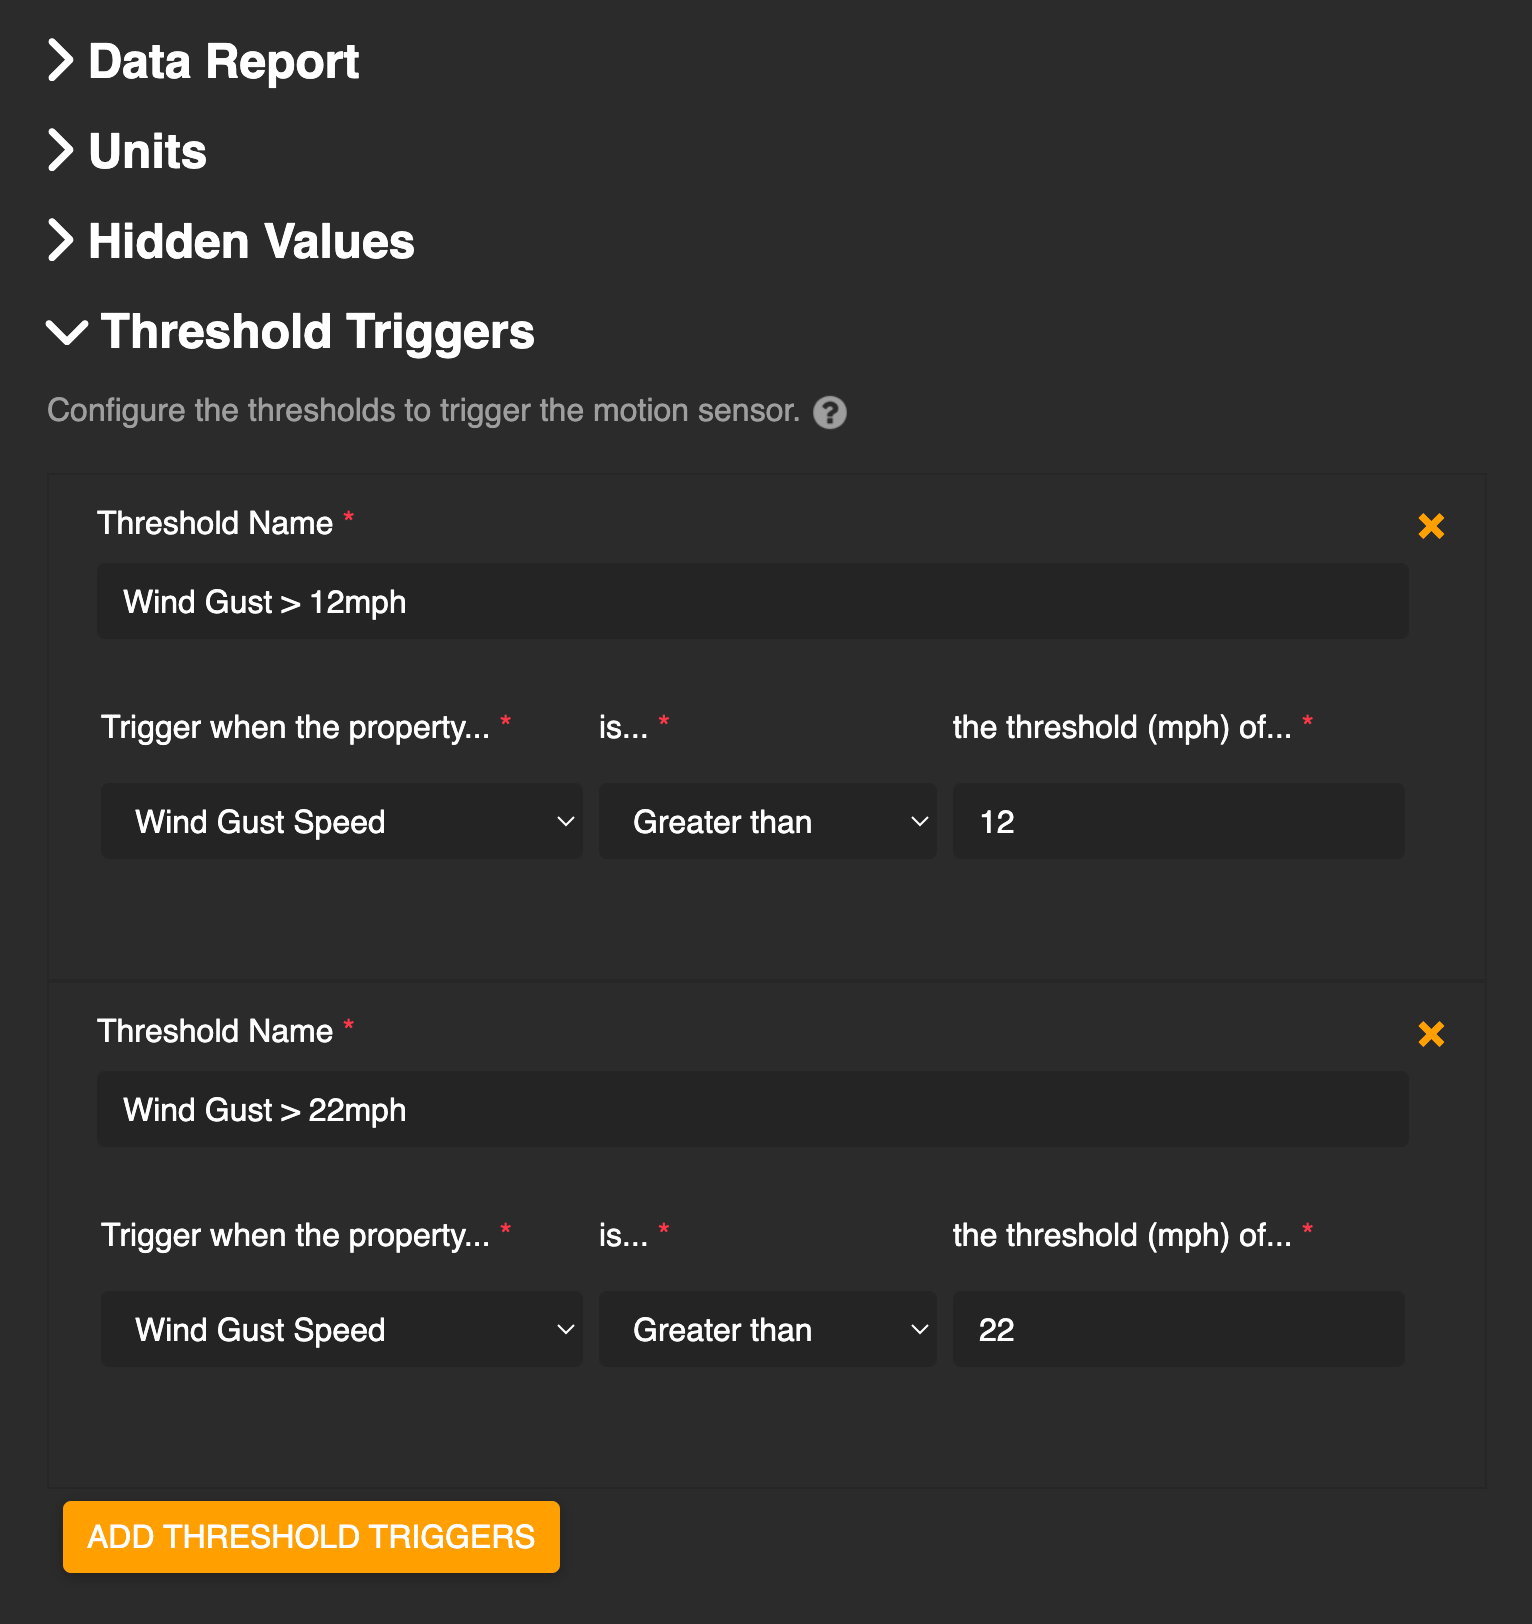 Data Report
Units
Hidden Values
Threshold Triggers
Configure the thresholds to trigger the motion sensor. ?
Threshold Name *
Wind Gust > 12mph
Trigger when the property... * is... * the threshold (mph) of... *
Wind Gust Speed Greater than 12
Threshold Name *
Wind Gust > 22mph
Trigger when the property... * is... * the threshold (mph) of... *
Wind Gust Speed Greater than 22
ADD THRESHOLD TRIGGERS